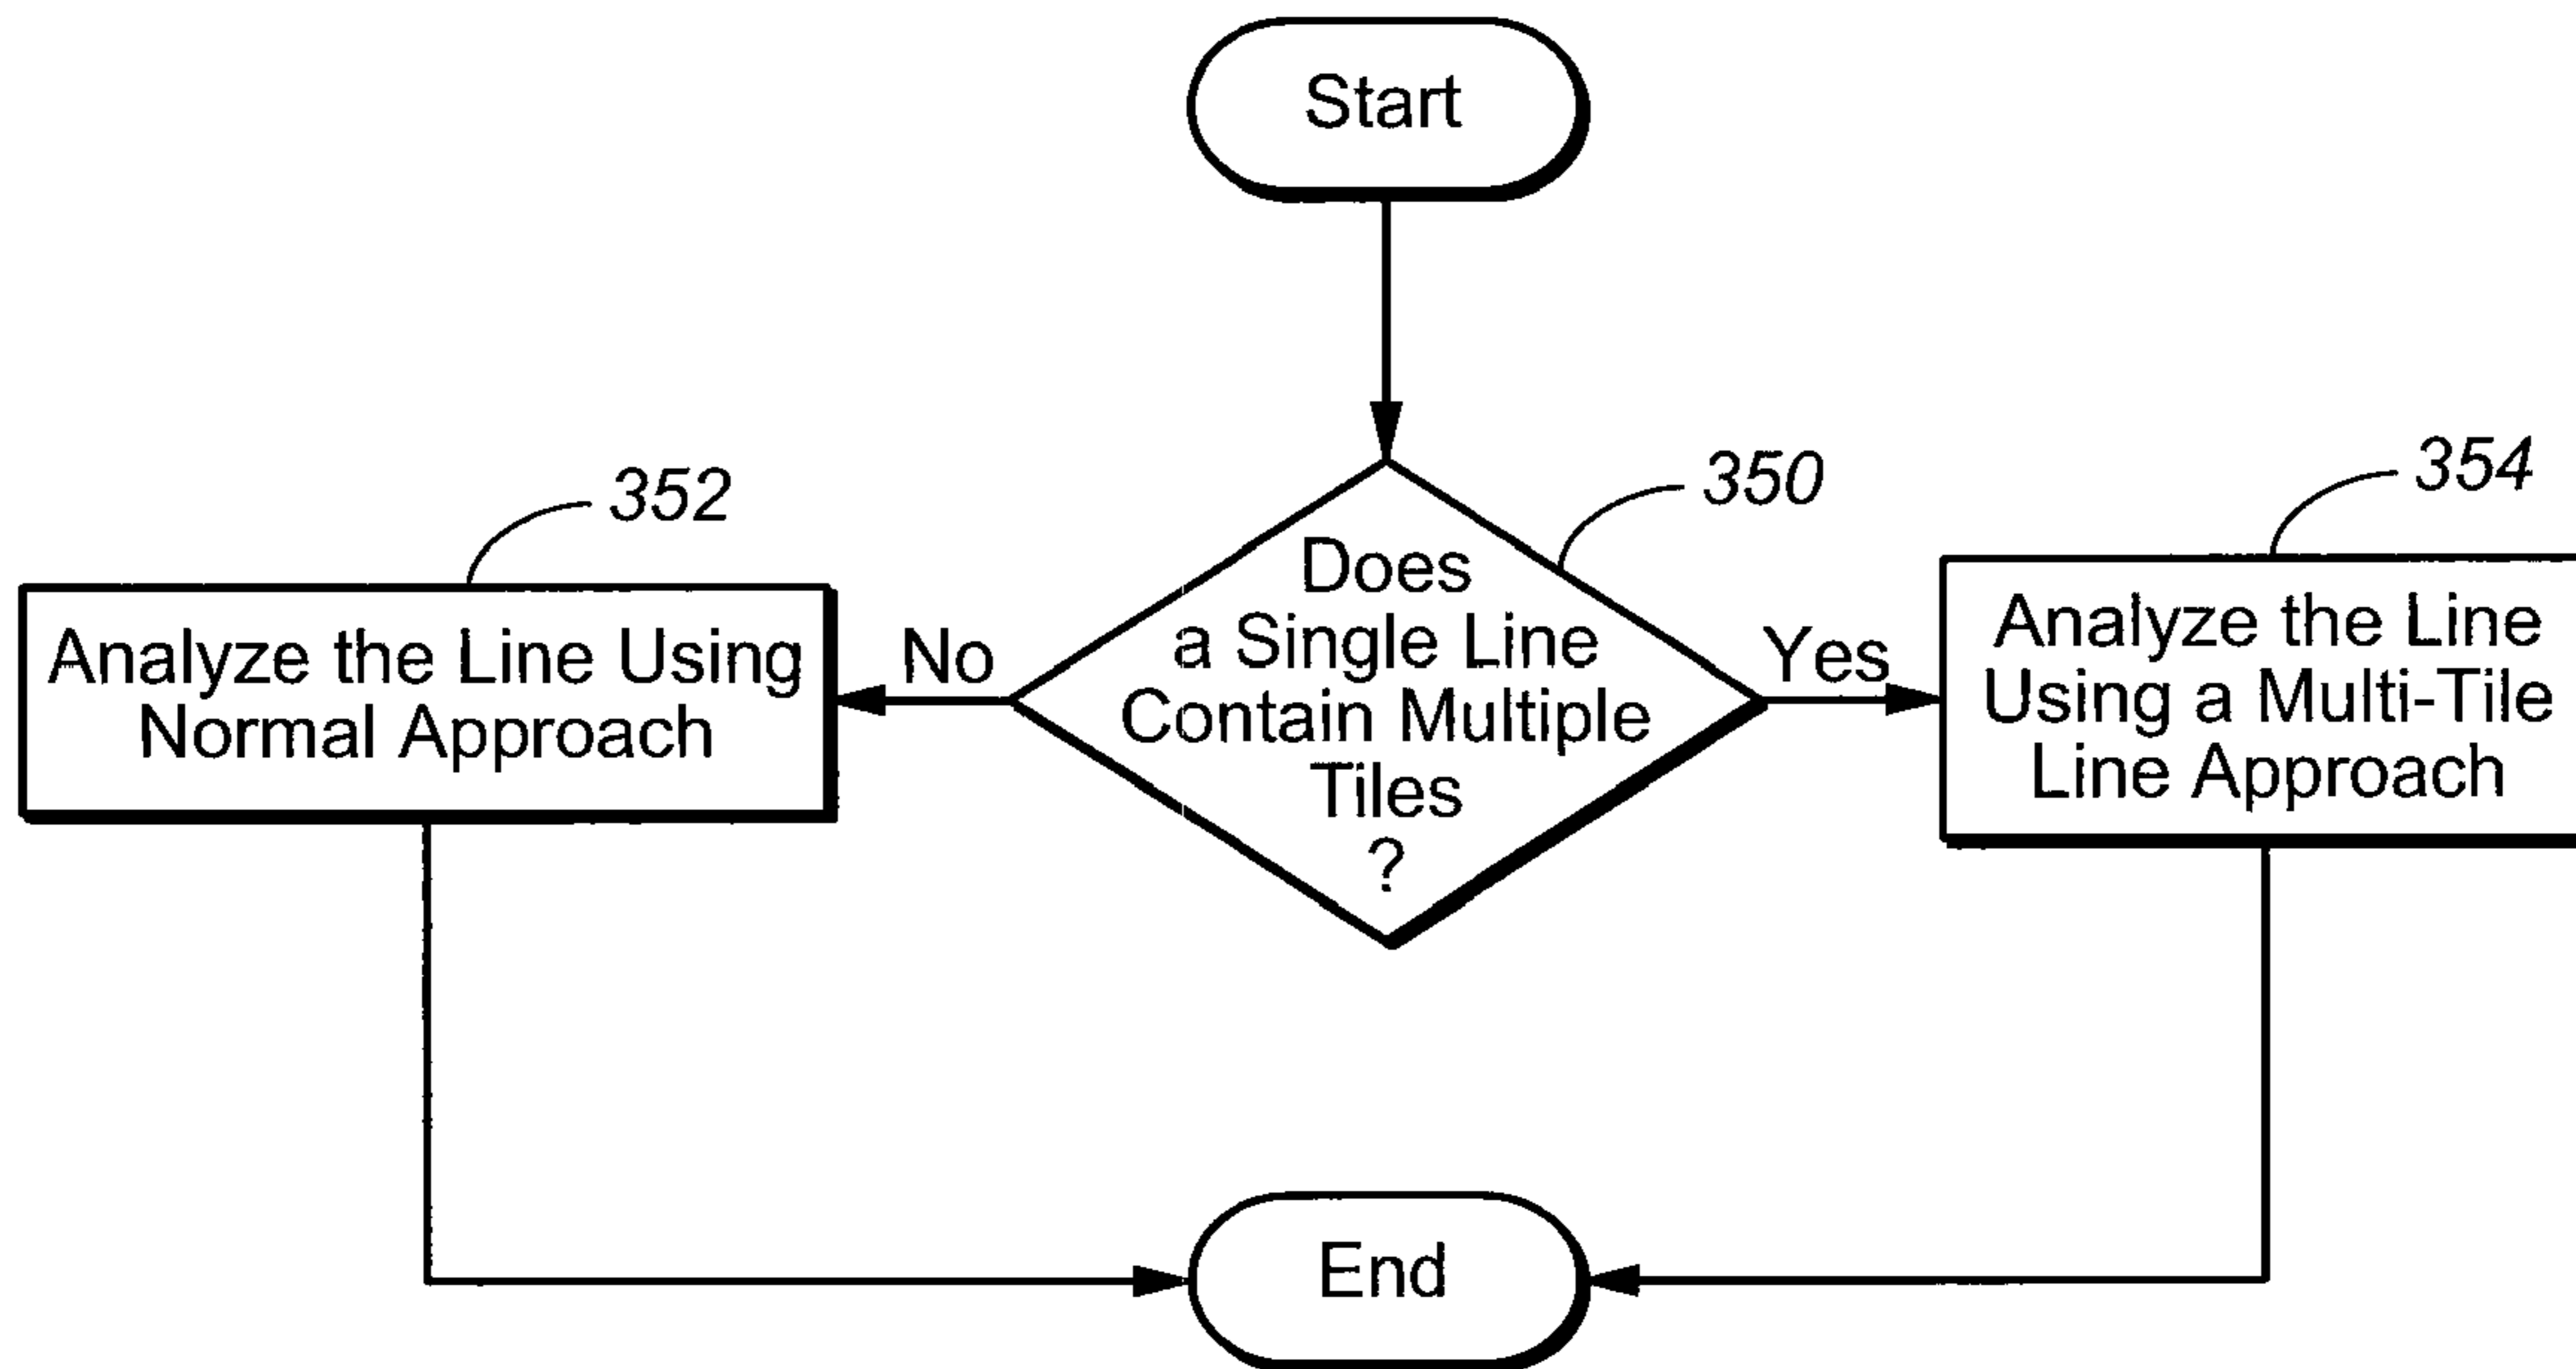 Start
350
Does
a Single Line
Contain Multiple
Tiles
?
No
352
Analyze the Line Using
Normal Approach
Yes
354
Analyze the Line
Using a Multi-Tile
Line Approach
End